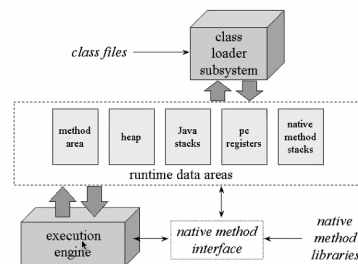 class files
class
loader
subsystem
method
area
heap
Java
stacks
pc
registers
native
method
stacks
runtime data areas
execution
engine
native method
interface
native
method
libraries